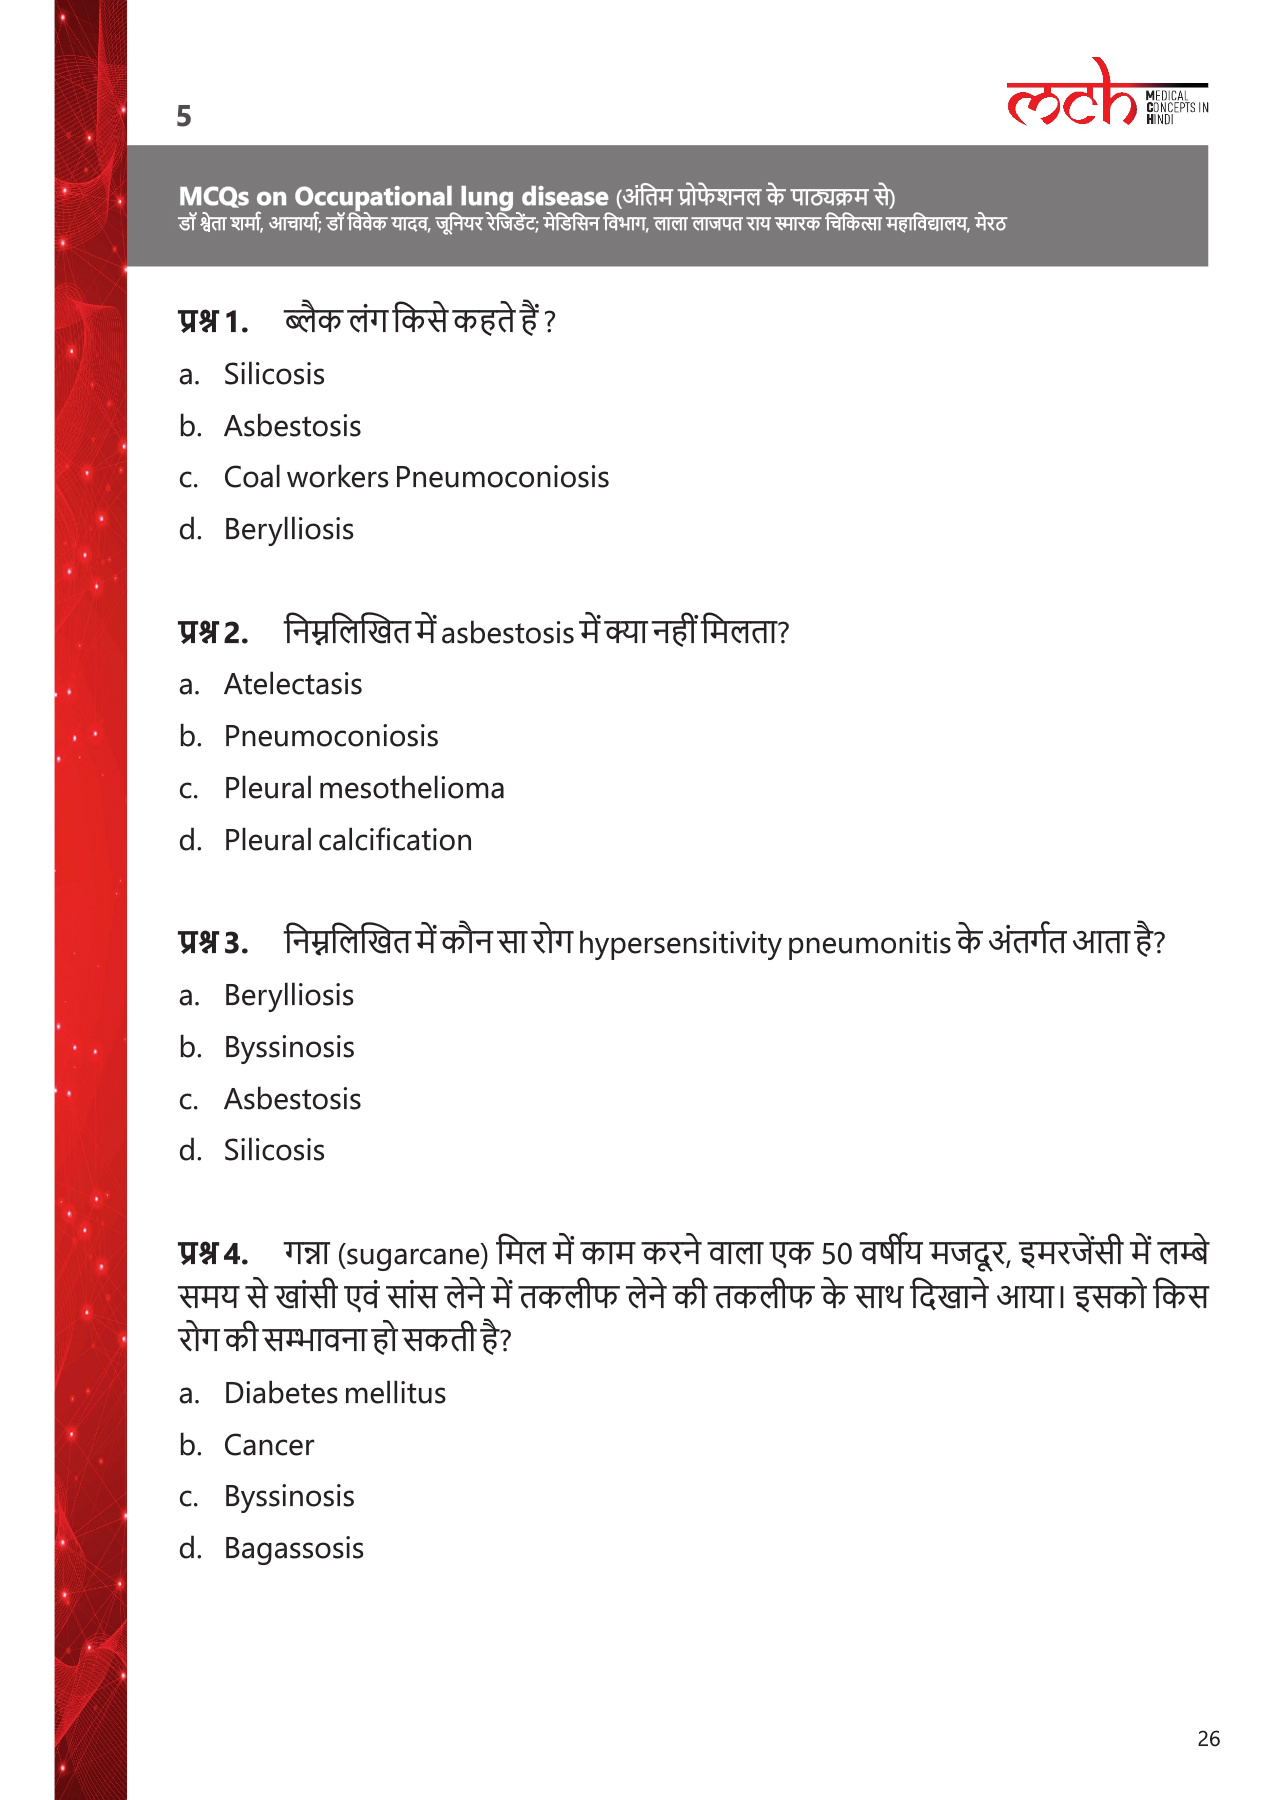 5
mch
MEDICAL
CONCEPTS IN
HINDI
MCQs on Occupational lung disease (अंतिम प्रोफेशनल के पाठ्यक्रम से)
डॉ श्वेता शर्मा, आचार्या; डॉ विवेक यादव, जूनियर रेजिडेंट; मेडिसिन विभाग, लाला लाजपत राय स्मारक चिकित्सा महाविद्यालय, मेरठ
प्रश्न 1. ब्लैक लंग किसे कहते हैं ?
a. Silicosis
b. Asbestosis
c. Coal workers Pneumoconiosis
d. Berylliosis
प्रश्न 2. निम्नलिखित में asbestosis में क्या नहीं मिलता?
a. Atelectasis
b. Pneumoconiosis
c. Pleural mesothelioma
d. Pleural calcification
प्रश्न 3. निम्नलिखित में कौन सा रोग hypersensitivity pneumonitis के अंतर्गत आता है?
a. Berylliosis
b. Byssinosis
c. Asbestosis
d. Silicosis
प्रश्न 4. गन्ना (sugarcane) मिल में काम करने वाला एक 50 वर्षीय मजदूर, इमरजेंसी में लम्बे
समय से खांसी एवं सांस लेने में तकलीफ लेने की तकलीफ के साथ दिखाने आया। इसको किस
रोग की सम्भावना हो सकती है?
a. Diabetes mellitus
b. Cancer
c. Byssinosis
d. Bagassosis
26